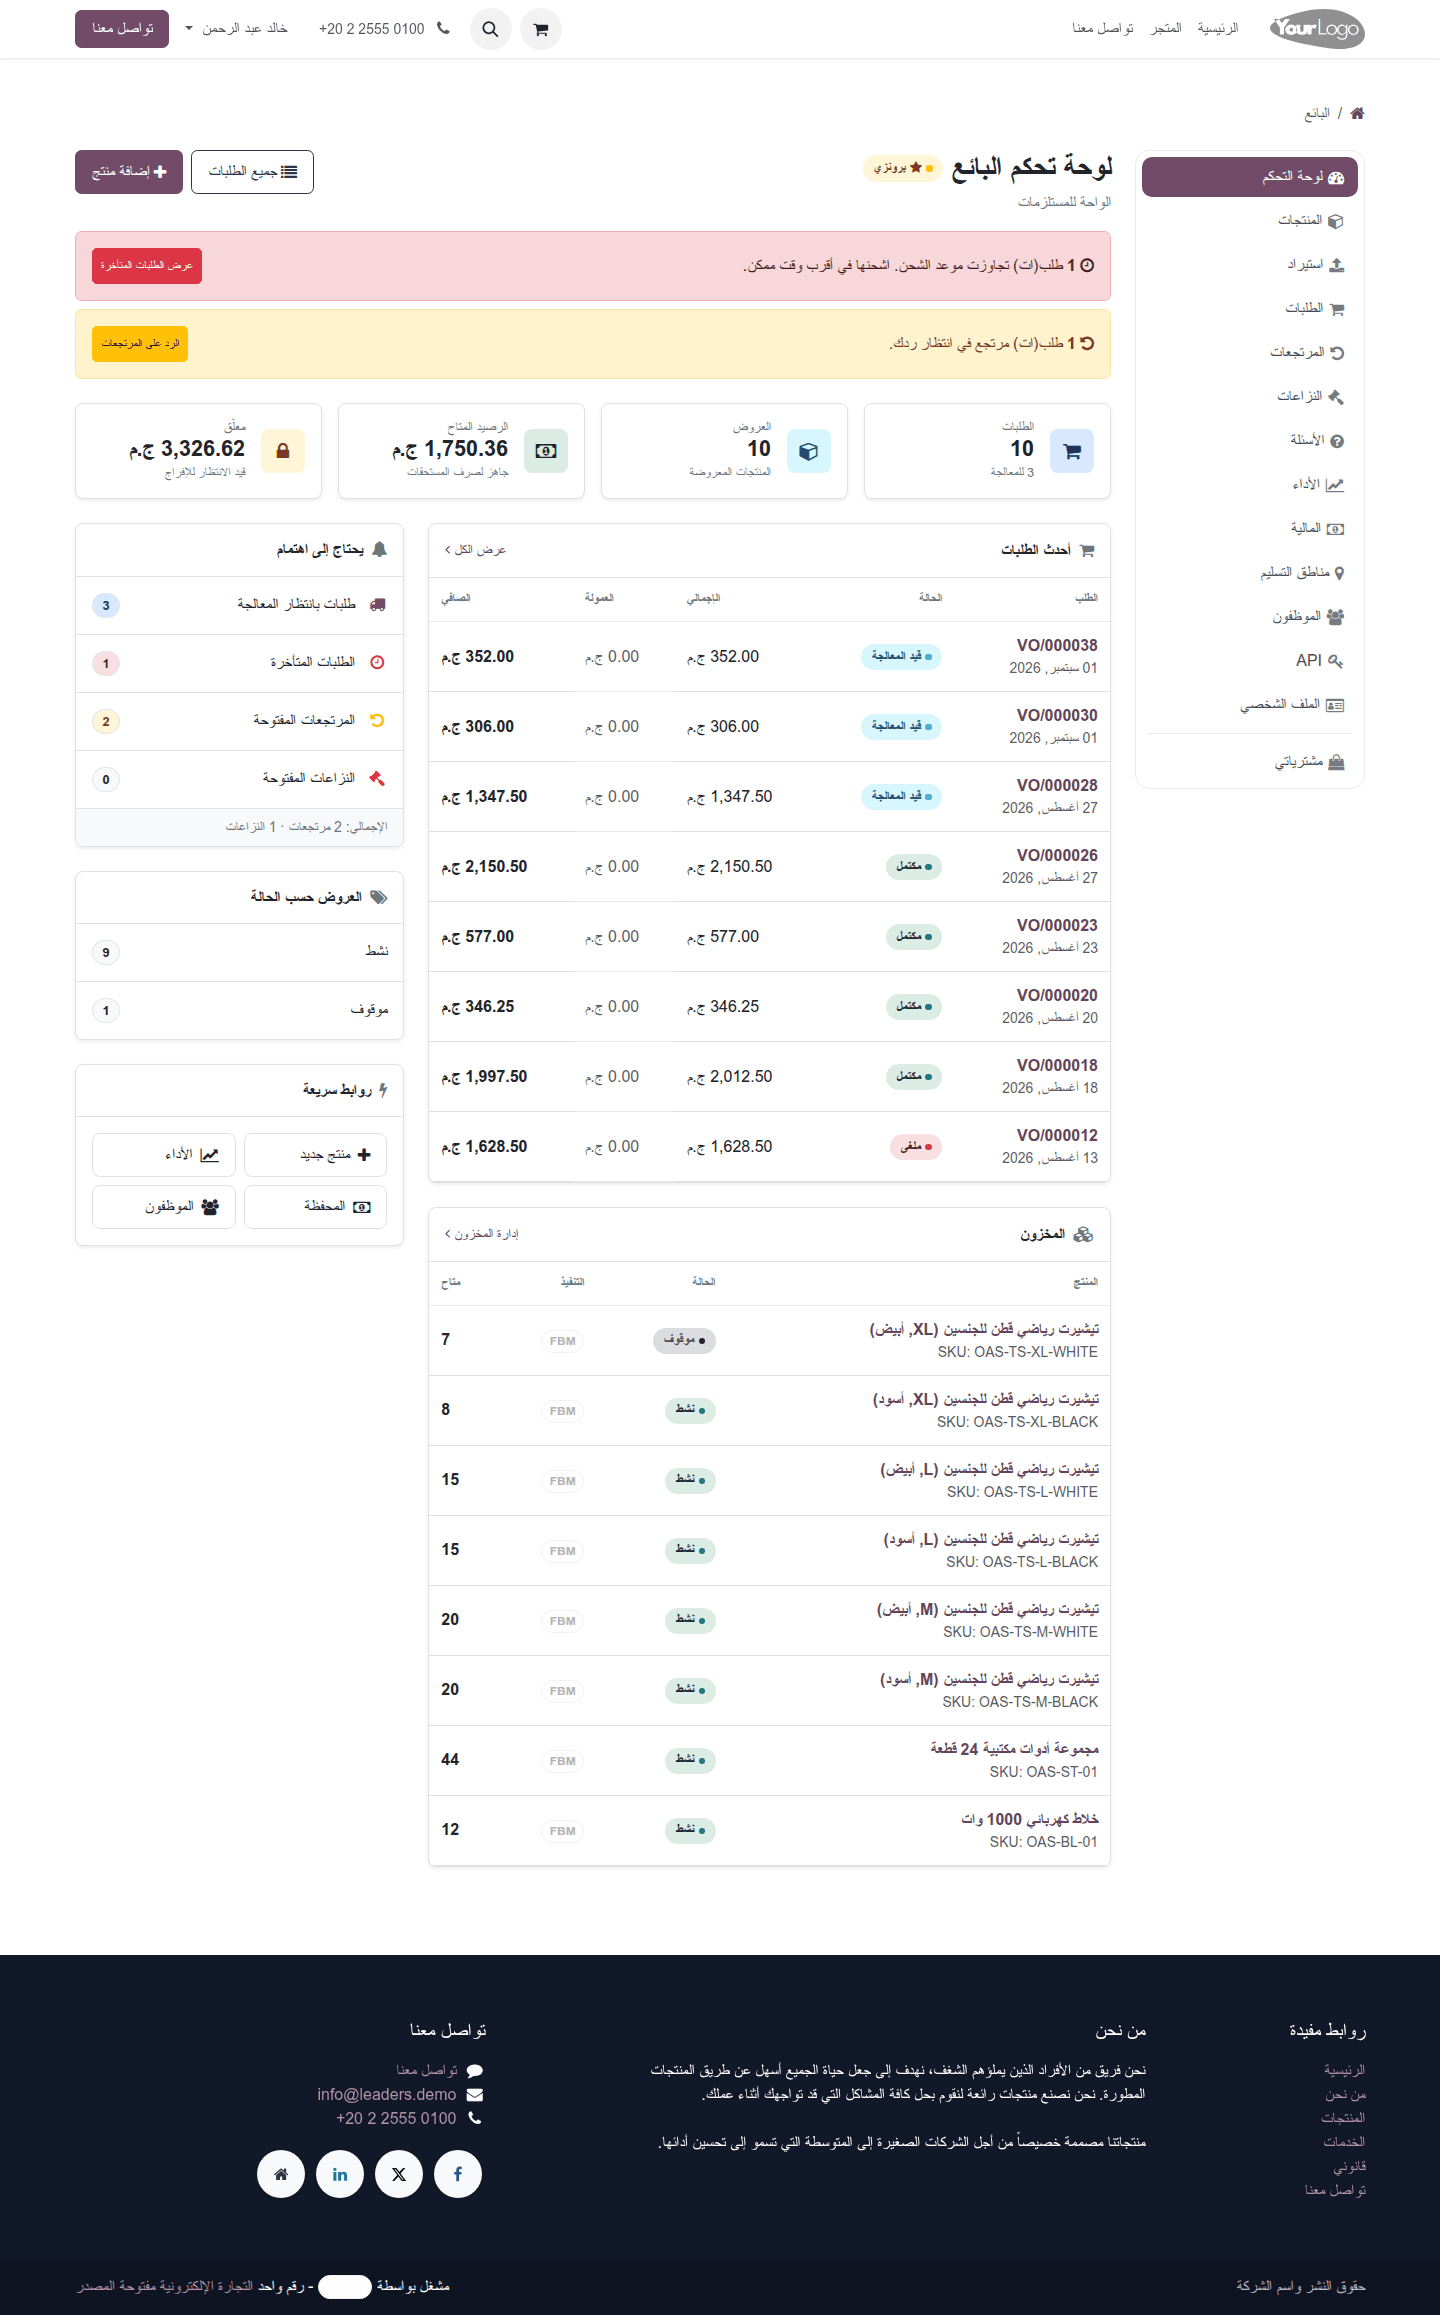 YourLogo
الرئيسية
المتجر
تواصل معنا
+20 2 2555 0100
خالد عبد الرحمن
تواصل معنا
/ البائع
لوحة التحكم
المنتجات
استيراد
الطلبات
المرتجعات
النزاعات
الأسئلة
الأداء
المالية
مناطق التسليم
الموظفون
API
الملف الشخصي
مشترياتي
لوحة تحكم البائع
برونزي
الواحة للمستلزمات
جميع الطلبات
إضافة منتج
1 طلب(ات) تجاوزت موعد الشحن. اشحنها في أقرب وقت ممكن.
عرض الطلبات المتأخرة
1 طلب(ات) مرتجع في انتظار ردك.
الرد على المرتجعات
الطلبات
10
3 للمعالجة
العروض
10
المنتجات المعروضة
الرصيد المتاح
1,750.36 ج.م
جاهز لصرف المستحقات
معلّق
3,326.62 ج.م
قيد الانتظار للإفراج
أحدث الطلبات
عرض الكل
الطلب الحالة الإجمالي العمولة الصافي
VO/000038 قيد المعالجة 352.00 ج.م 0.00 ج.م 352.00 ج.م
01 سبتمبر, 2026
VO/000030 قيد المعالجة 306.00 ج.م 0.00 ج.م 306.00 ج.م
01 سبتمبر, 2026
VO/000028 قيد المعالجة 1,347.50 ج.م 0.00 ج.م 1,347.50 ج.م
27 أغسطس, 2026
VO/000026 مكتمل 2,150.50 ج.م 0.00 ج.م 2,150.50 ج.م
27 أغسطس, 2026
VO/000023 مكتمل 577.00 ج.م 0.00 ج.م 577.00 ج.م
23 أغسطس, 2026
VO/000020 مكتمل 346.25 ج.م 0.00 ج.م 346.25 ج.م
20 أغسطس, 2026
VO/000018 مكتمل 2,012.50 ج.م 0.00 ج.م 1,997.50 ج.م
18 أغسطس, 2026
VO/000012 ملغى 1,628.50 ج.م 0.00 ج.م 1,628.50 ج.م
13 أغسطس, 2026
المخزون
إدارة المخزون
المنتج الحالة التنفيذ متاح
تيشيرت رياضي قطن للجنسين (XL, أبيض) موقوف FBM 7
SKU: OAS-TS-XL-WHITE
تيشيرت رياضي قطن للجنسين (XL, أسود) نشط FBM 8
SKU: OAS-TS-XL-BLACK
تيشيرت رياضي قطن للجنسين (L, أبيض) نشط FBM 15
SKU: OAS-TS-L-WHITE
تيشيرت رياضي قطن للجنسين (L, أسود) نشط FBM 15
SKU: OAS-TS-L-BLACK
تيشيرت رياضي قطن للجنسين (M, أبيض) نشط FBM 20
SKU: OAS-TS-M-WHITE
تيشيرت رياضي قطن للجنسين (M, أسود) نشط FBM 20
SKU: OAS-TS-M-BLACK
مجموعة أدوات مكتبية 24 قطعة نشط FBM 44
SKU: OAS-ST-01
خلاط كهربائي 1000 وات نشط FBM 12
SKU: OAS-BL-01
يحتاج إلى اهتمام
طلبات بانتظار المعالجة 3
الطلبات المتأخرة 1
المرتجعات المفتوحة 2
النزاعات المفتوحة 0
الإجمالي: 2 مرتجعات · 1 النزاعات
العروض حسب الحالة
نشط 9
موقوف 1
روابط سريعة
منتج جديد
الأداء
المحفظة
الموظفون
روابط مفيدة
الرئيسية
من نحن
المنتجات
الخدمات
قانوني
تواصل معنا
من نحن
نحن فريق من الأفراد الذين يملؤهم الشغف، نهدف إلى جعل حياة الجميع أسهل عن طريق المنتجات
المطورة. نحن نصنع منتجات رائعة لنقوم بحل كافة المشاكل التي قد تواجهك أثناء عملك.
منتجاتنا مصممة خصيصاً من أجل الشركات الصغيرة إلى المتوسطة التي تسمو إلى تحسين أدائها.
تواصل معنا
تواصل معنا
info@leaders.demo
+20 2 2555 0100
حقوق النشر واسم الشركة
مشغل بواسطة - رقم واحد التجارة الإلكترونية مفتوحة المصدر